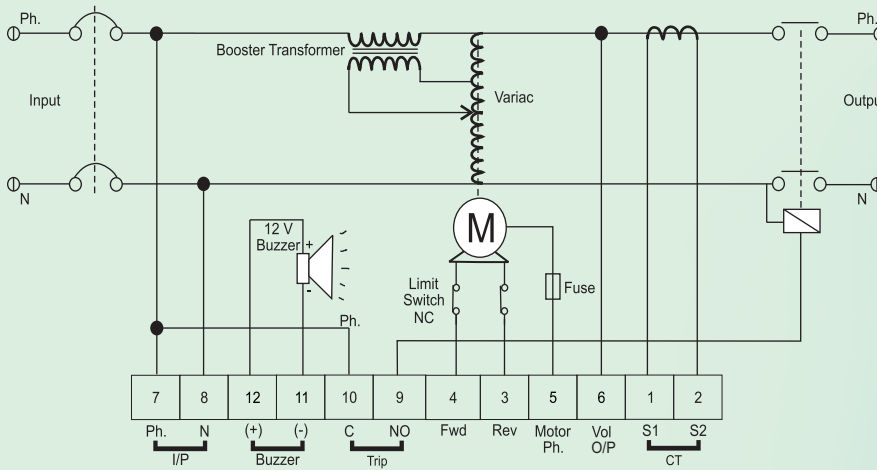 Ph.
Ph.
Booster Transformer
Input
Variac
Outpu
N
N
12 V
Buzzer +
-
M
Limit
Switch
NC
Fuse
Ph.
7 8 12 11 10 9 4 3 5 6 1 2
Ph. N (+) (-) C NO Fwd Rev Motor Vol S1 S2
Ph. O/P
I/P Buzzer Trip CT